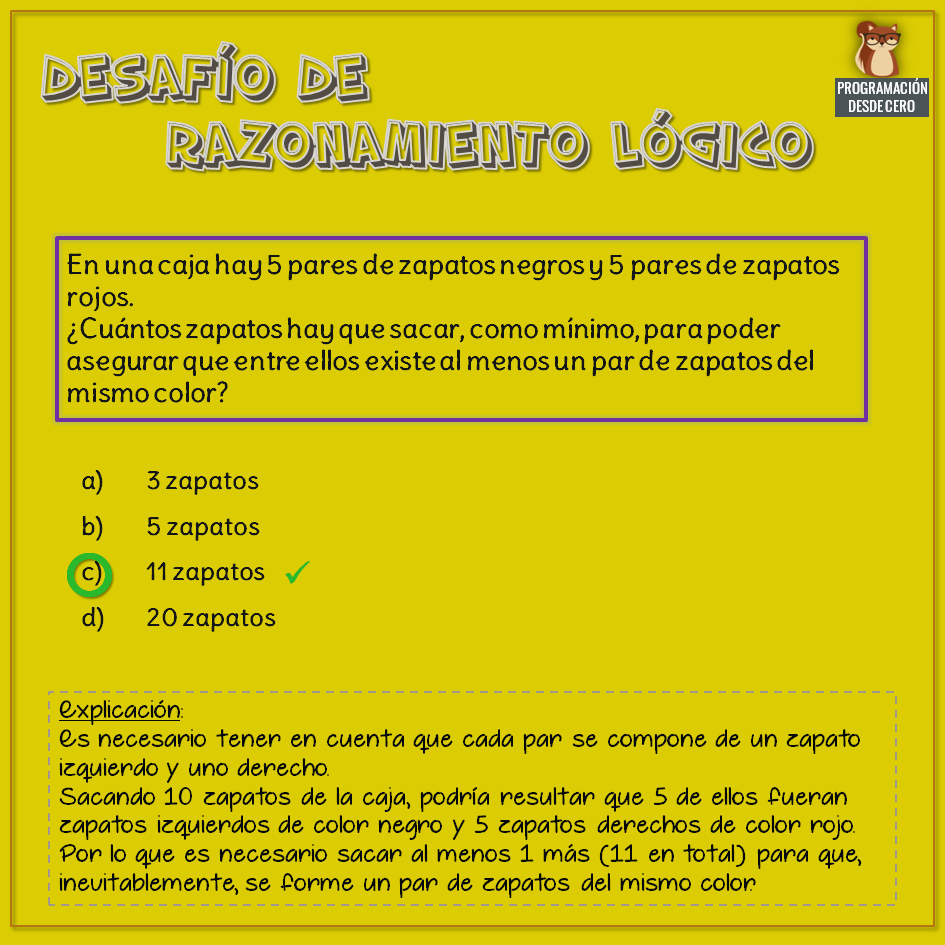 DESAFÍO DE
RAZONAMIENTO LÓGICO
PROGRAMACIÓN
DESDE CERO
En una caja hay 5 pares de zapatos negros y 5 pares de zapatos
rojos.
¿Cuántos zapatos hay que sacar, como mínimo, para poder
asegurar que entre ellos existe al menos un par de zapatos del
mismo color?
a) 3 zapatos
b) 5 zapatos
c) 11 zapatos ✓
d) 20 zapatos
Explicación:
Es necesario tener en cuenta que cada par se compone de un zapato
izquierdo y uno derecho.
Sacando 10 zapatos de la caja, podría resultar que 5 de ellos fueran
zapatos izquierdos de color negro y 5 zapatos derechos de color rojo.
Por lo que es necesario sacar al menos 1 más (11 en total) para que,
inevitablemente, se forme un par de zapatos del mismo color.